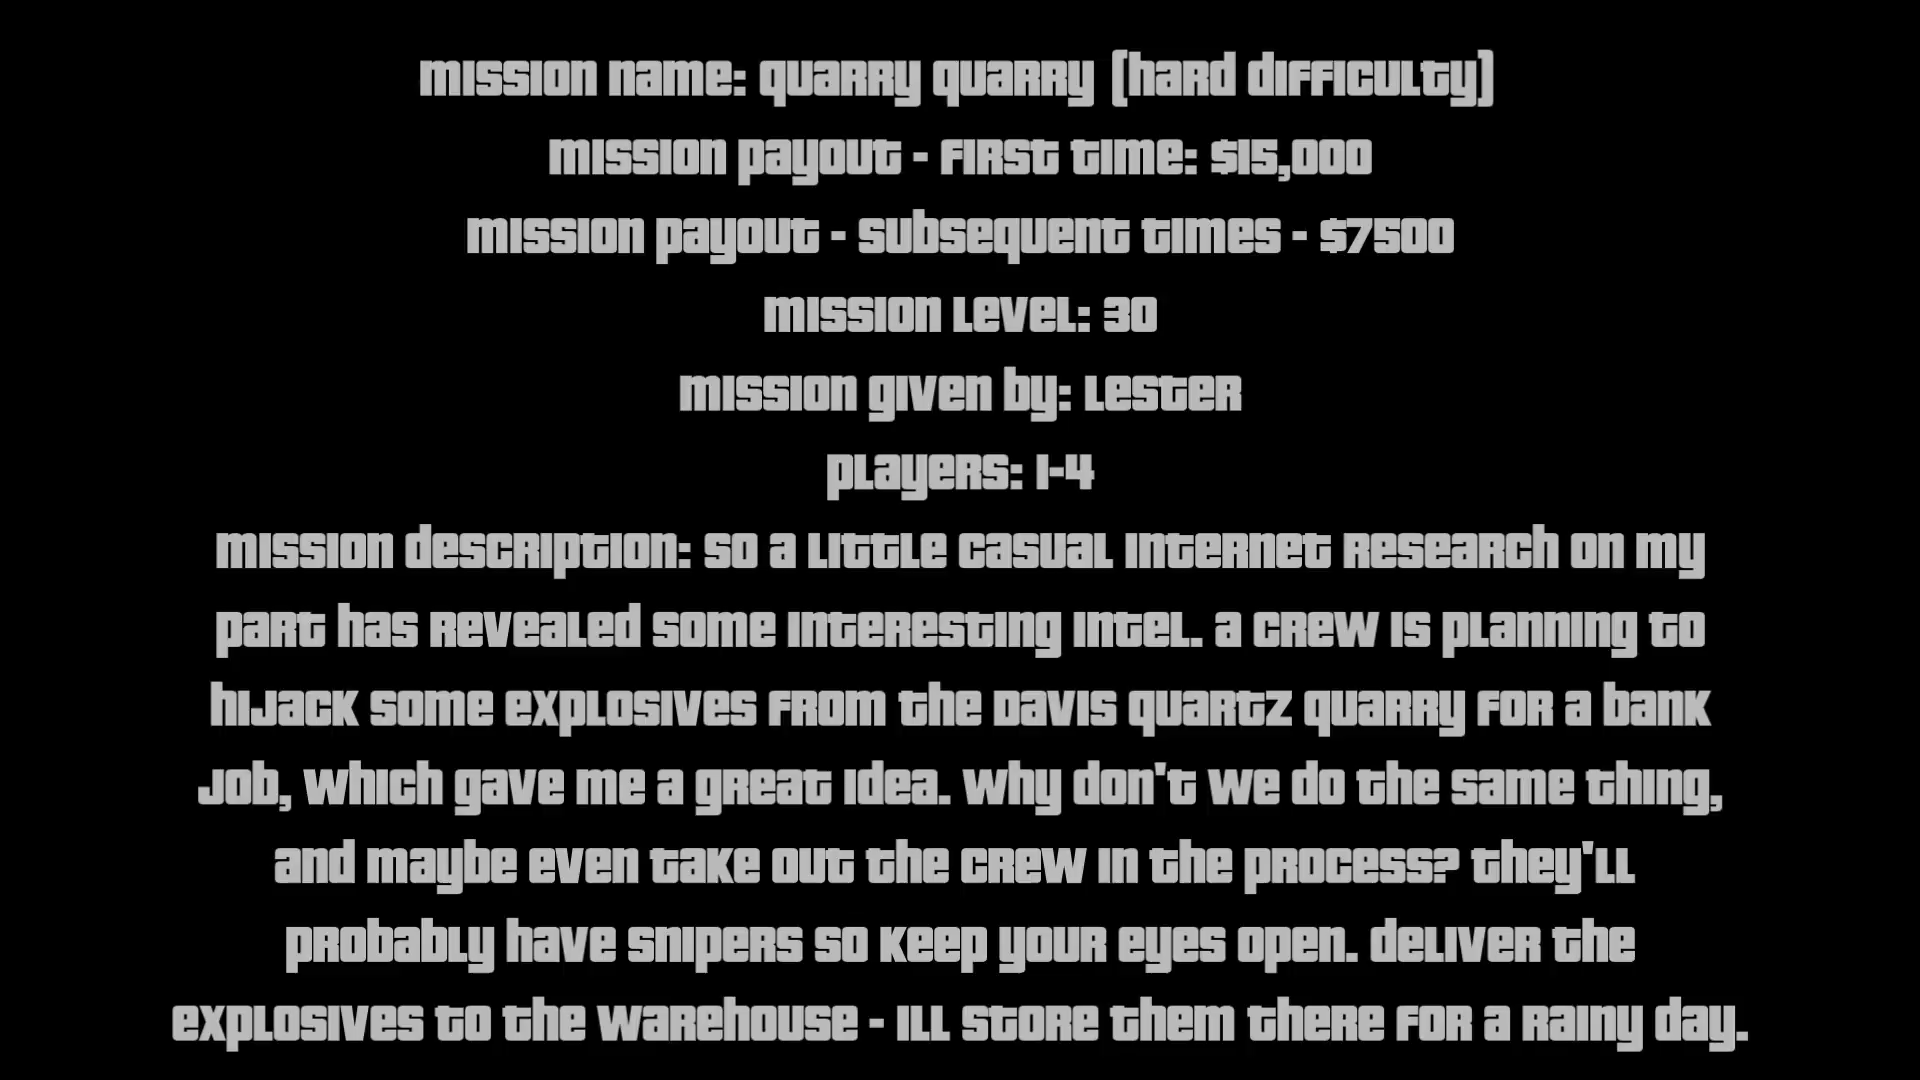 mission name: quarry quarry (hard difficulty)
mission payout - first time: $15,000
mission payout - subsequent times - $7500
mission level: 30
mission given by: lester
players: 1-4
mission description: so a little casual internet research on my
part has revealed some interesting intel. a crew is planning to
hijack some explosives from the davis quartz quarry for a bank
job, which gave me a great idea. why don't we do the same thing,
and maybe even take out the crew in the process? they'll
probably have snipers so keep your eyes open. deliver the
explosives to the warehouse - ill store them there for a rainy day.